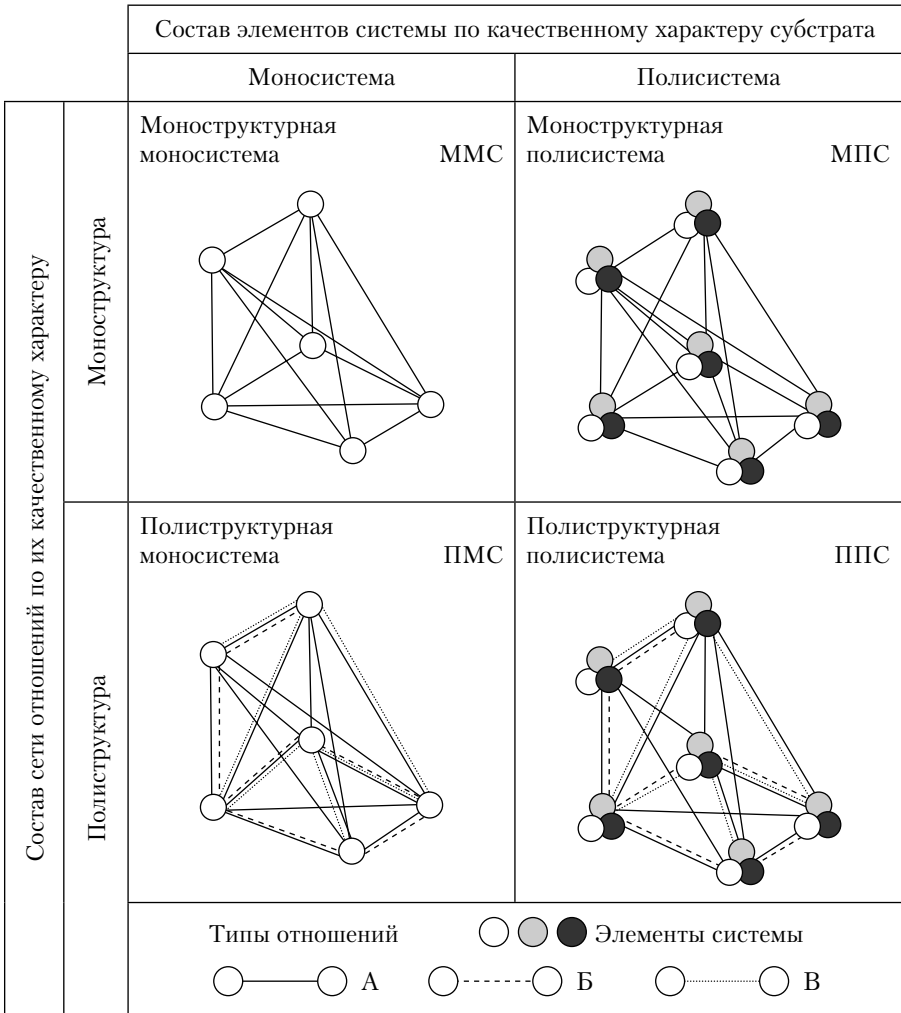 Состав элементов системы по качественному характеру субстрата
Моносистема
Полисистема
Состав сети отношений по их качественному характеру
Моноструктура
Моноструктурная
моносистема ММС
Моноструктурная
полисистема МПС
Полиструктура
Полиструктурная
моносистема ПМС
Полиструктурная
полисистема ППС
Типы отношений
Элементы системы
А
Б
В